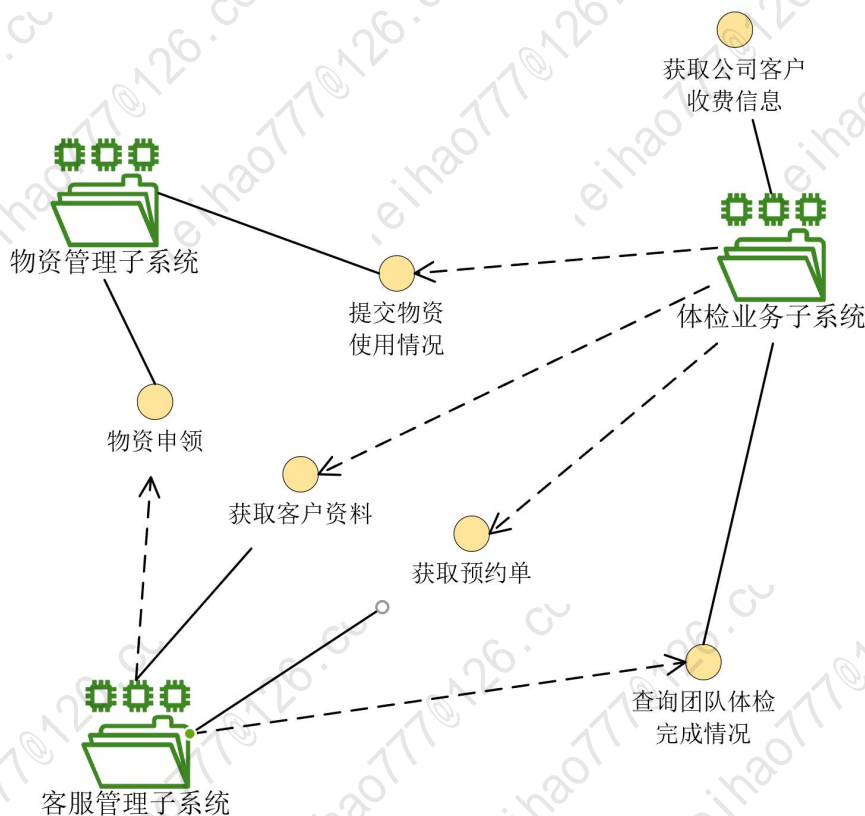 获取公司客户
收费信息
物资管理子系统
提交物资
使用情况
体检业务子系统
物资申领
获取客户资料
获取预约单
查询团队体检
完成情况
客服管理子系统